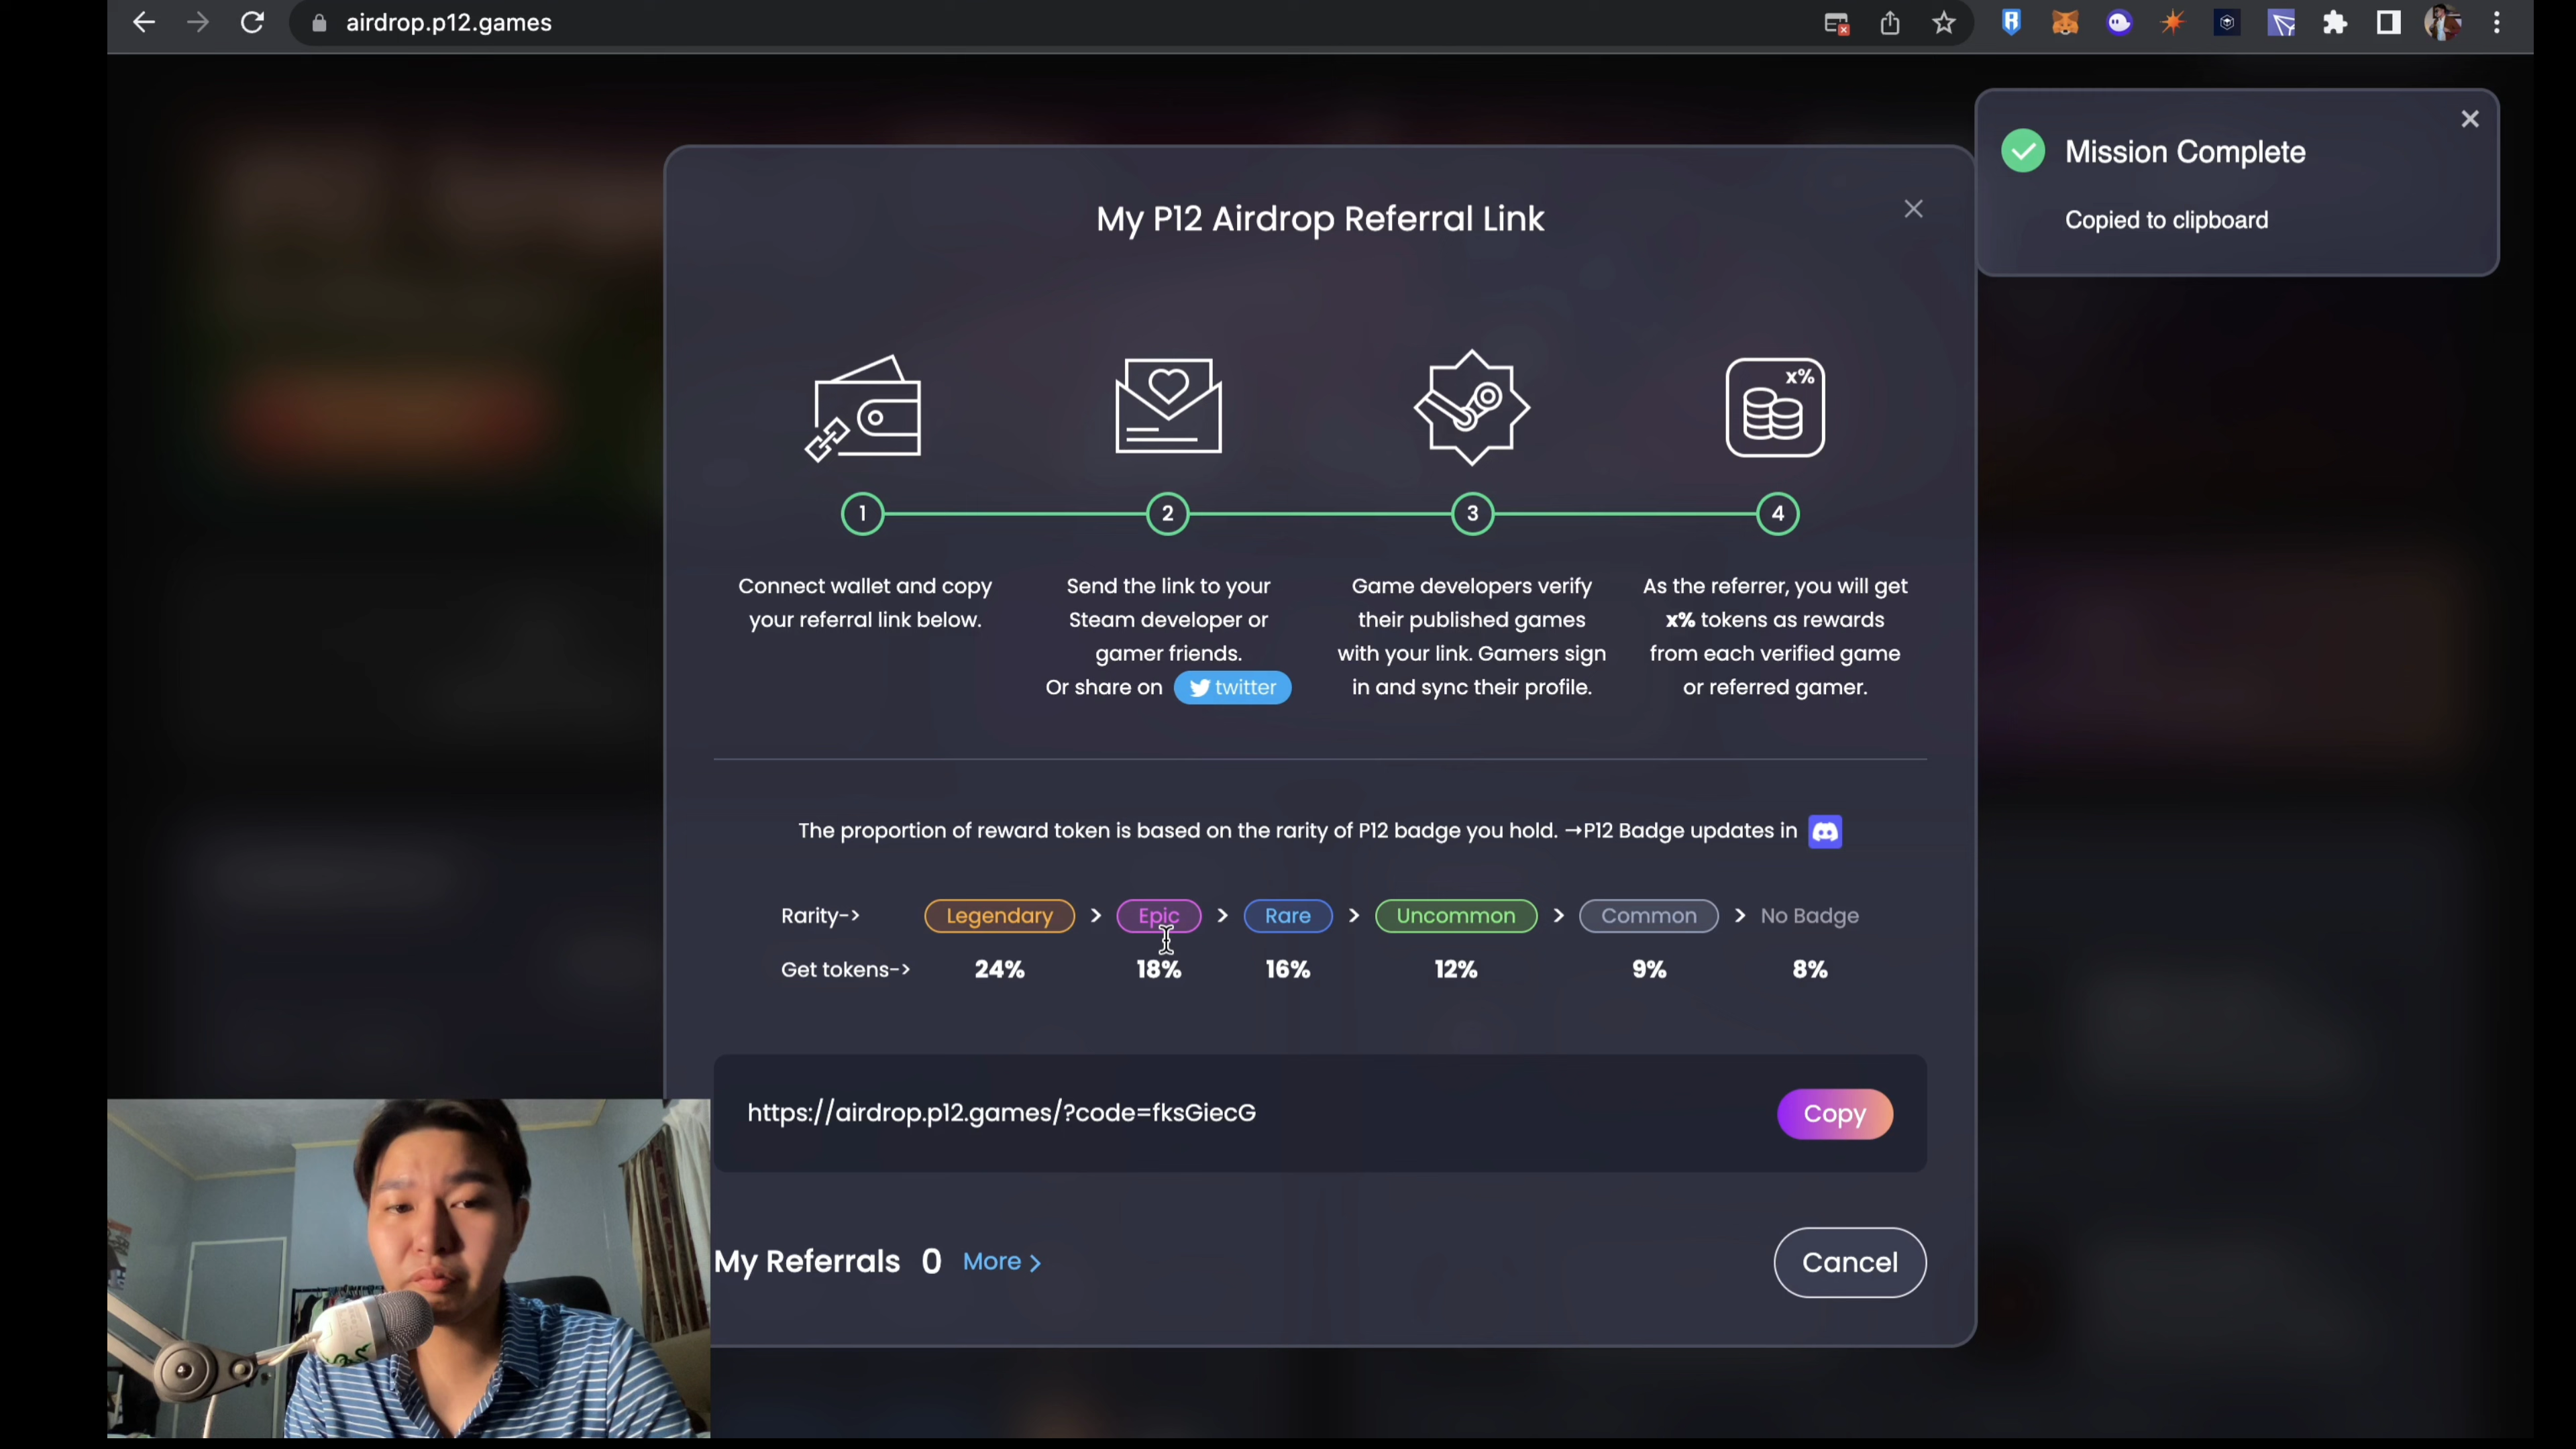 airdrop.p12.games
Mission Complete
Copied to clipboard
My P12 Airdrop Referral Link
x%
1
2
3
4
Connect wallet and copy
your referral link below.
Send the link to your
Steam developer or
gamer friends.
Or share on twitter
Game developers verify
their published games
with your link. Gamers sign
in and sync their profile.
As the referrer, you will get
x% tokens as rewards
from each verified game
or referred gamer.
The proportion of reward token is based on the rarity of P12 badge you hold. →P12 Badge updates in
Rarity-> Legendary > Epic > Rare > Uncommon > Common > No Badge
Get tokens-> 24% 18% 16% 12% 9% 8%
https://airdrop.p12.games/?code=fksGiecG
Copy
My Referrals 0 More >
Cancel